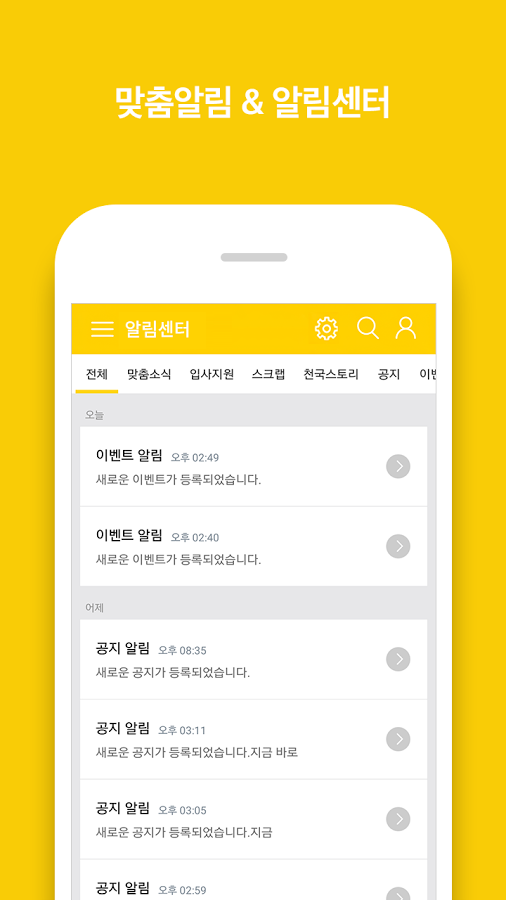 맞춤알림 & 알림센터
알림센터
전체 맞춤소식 입사지원 스크랩 천국스토리 공지 이벤
오늘
이벤트 알림 오후 02:49
새로운 이벤트가 등록되었습니다.
이벤트 알림 오후 02:40
새로운 이벤트가 등록되었습니다.
어제
공지 알림 오후 08:35
새로운 공지가 등록되었습니다.
공지 알림 오후 03:11
새로운 공지가 등록되었습니다.지금 바로
공지 알림 오후 03:05
새로운 공지가 등록되었습니다.지금
공지 알림 오후 02:59